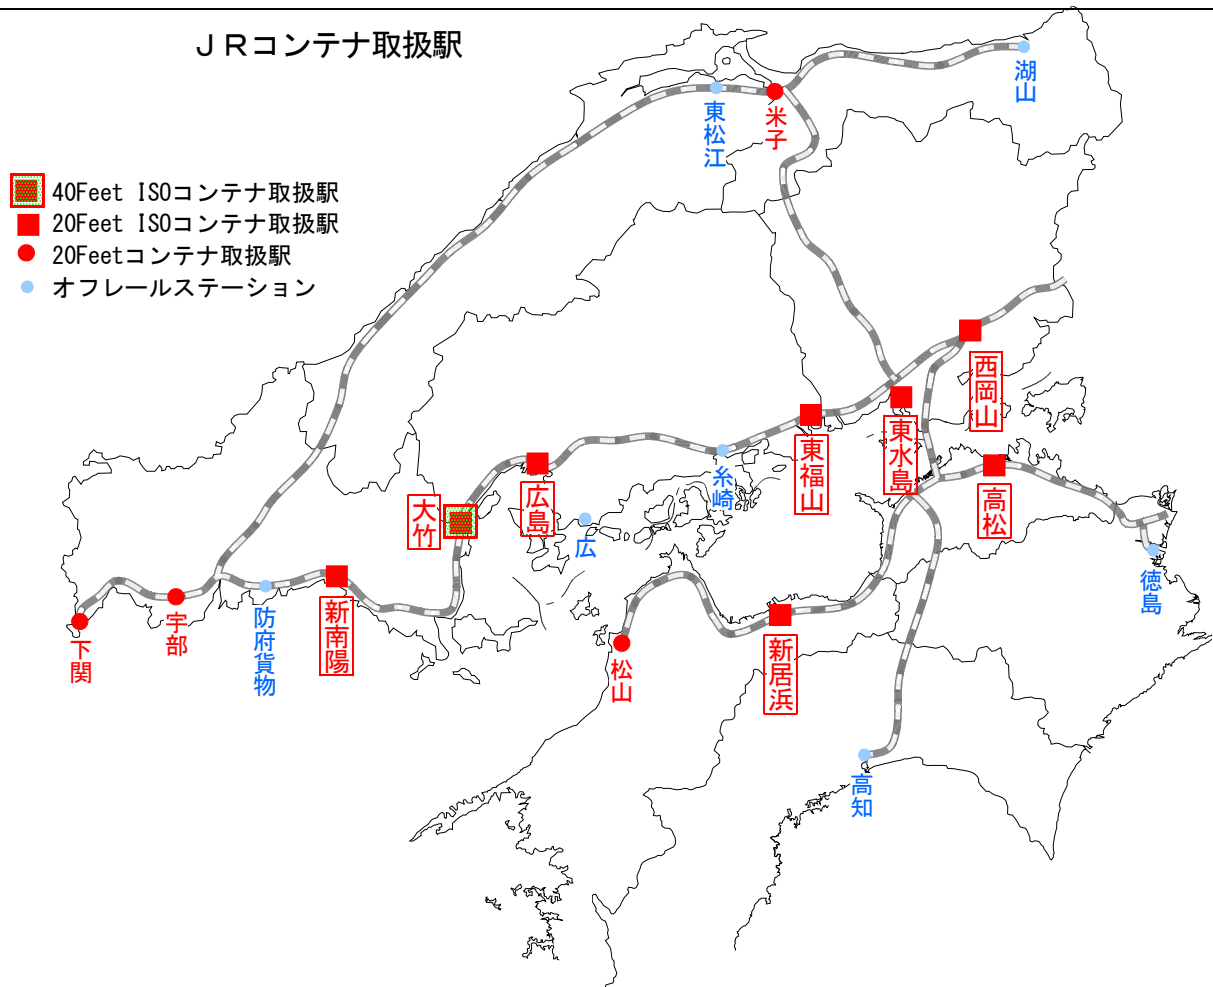 ＪＲコンテナ取扱駅
40Feet ISOコンテナ取扱駅
20Feet ISOコンテナ取扱駅
20Feetコンテナ取扱駅
オフレールステーション
湖山
東松江
米子
西岡山
東水島
東福山
糸崎
高松
広島
大竹
広
徳島
新南陽
防府貨物
宇部
下関
松山
新居浜
高知